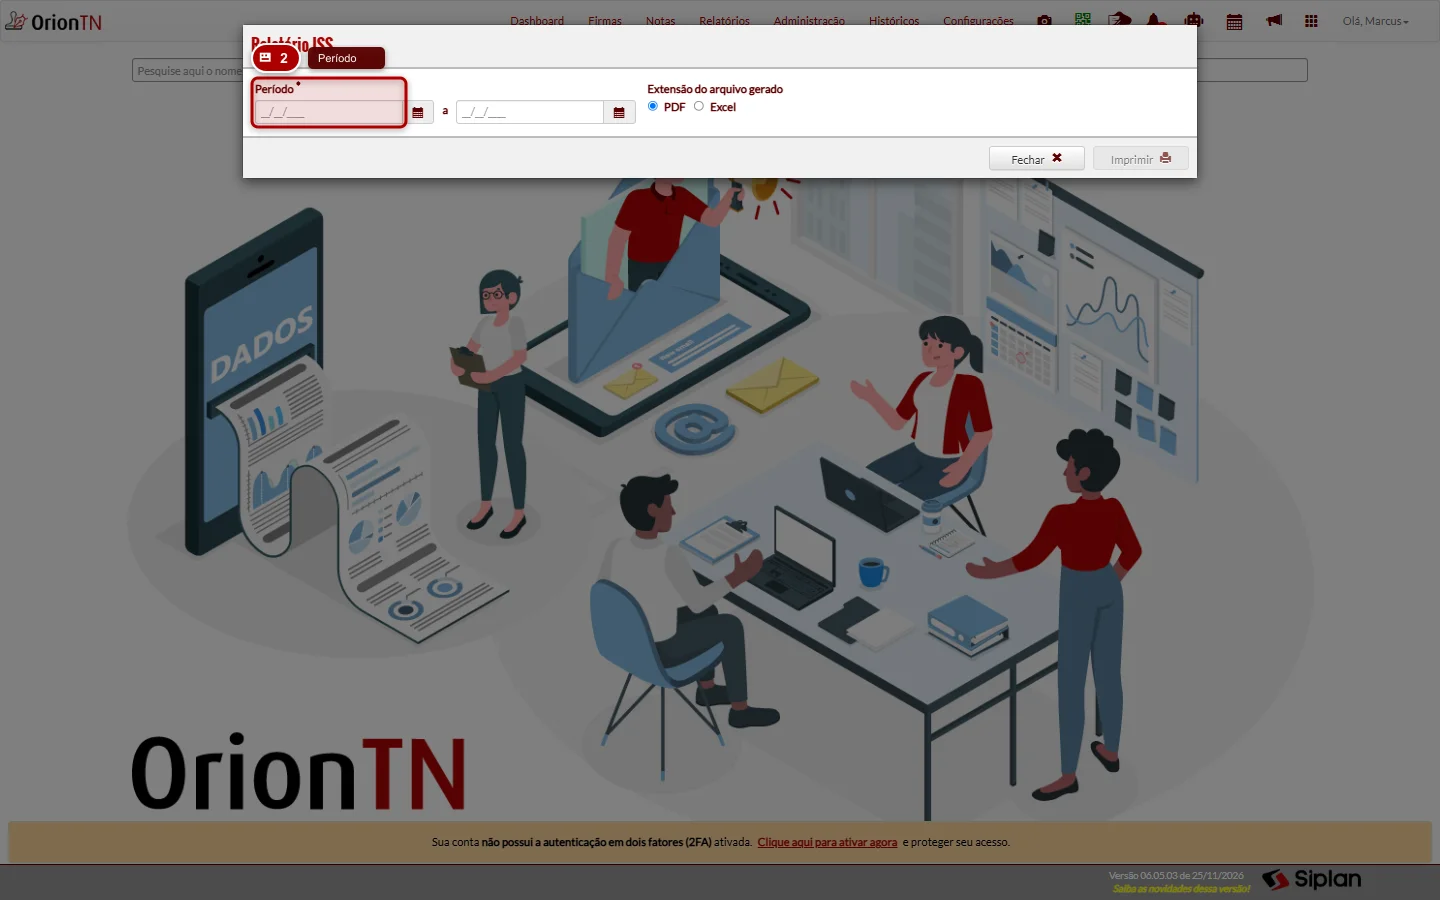 OrionTN
Dashboard Firmas Notas Relatórios Administração Históricos Configurações Olá, Marcus
Relatório ISS
2 Período
Pesquise aqui o nome
Período *
__/__/____ a __/__/____
Extensão do arquivo gerado
PDF Excel
Fechar Imprimir
DADOS
@
OrionTN
Sua conta não possui a autenticação em dois fatores (2FA) ativada. Clique aqui para ativar agora e proteger seu acesso.
Versão 06.05.03 de 25/11/2026
Saiba as novidades dessa versão!
Siplan